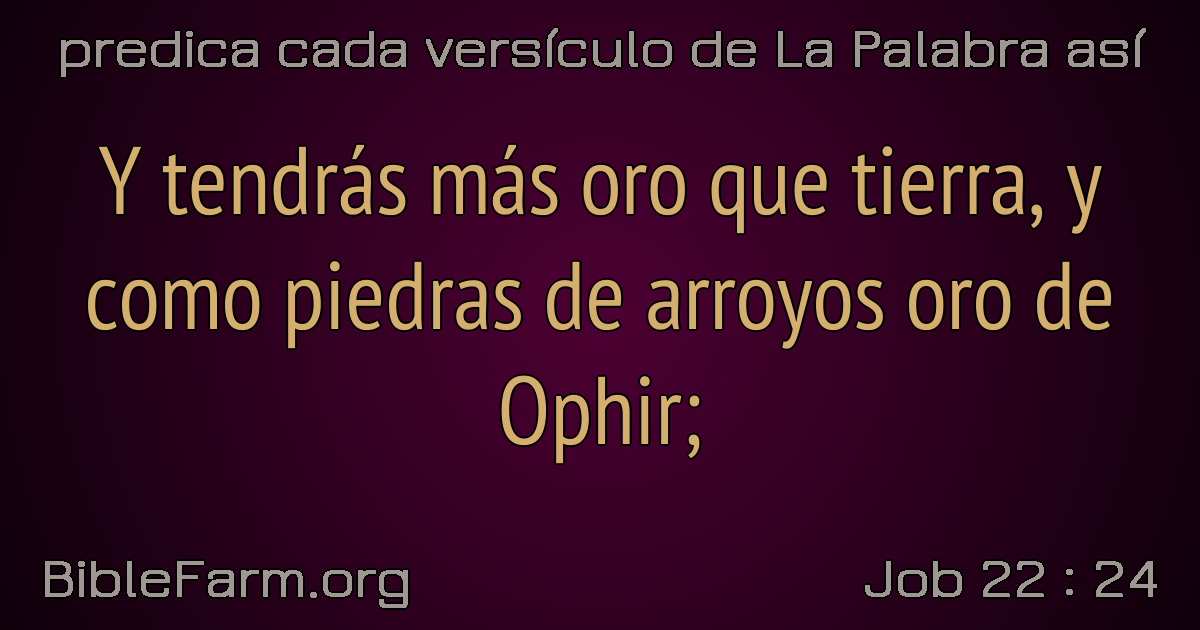 predica cada versículo de La Palabra así
Y tendrás más oro que tierra, y
como piedras de arroyos oro de
Ophir;
BibleFarm.org
Job 22 : 24